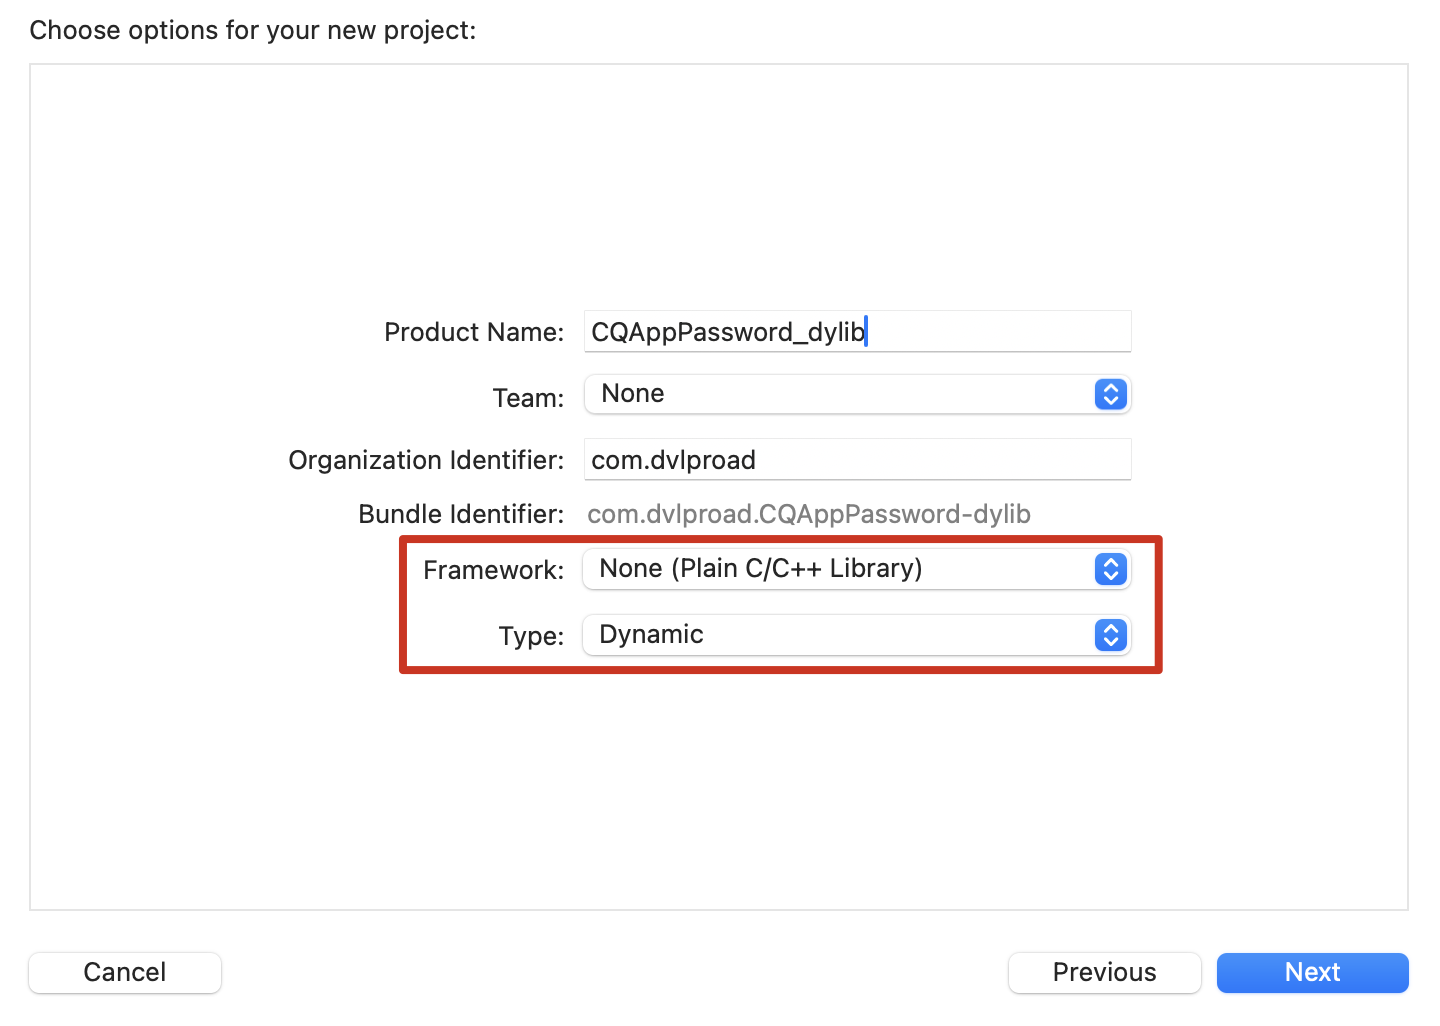 Choose options for your new project:
Product Name: CQAppPassword_dylib
Team: None
Organization Identifier: com.dvlproad
Bundle Identifier: com.dvlproad.CQAppPassword-dylib
Framework: None (Plain C/C++ Library)
Type: Dynamic
Cancel Previous Next